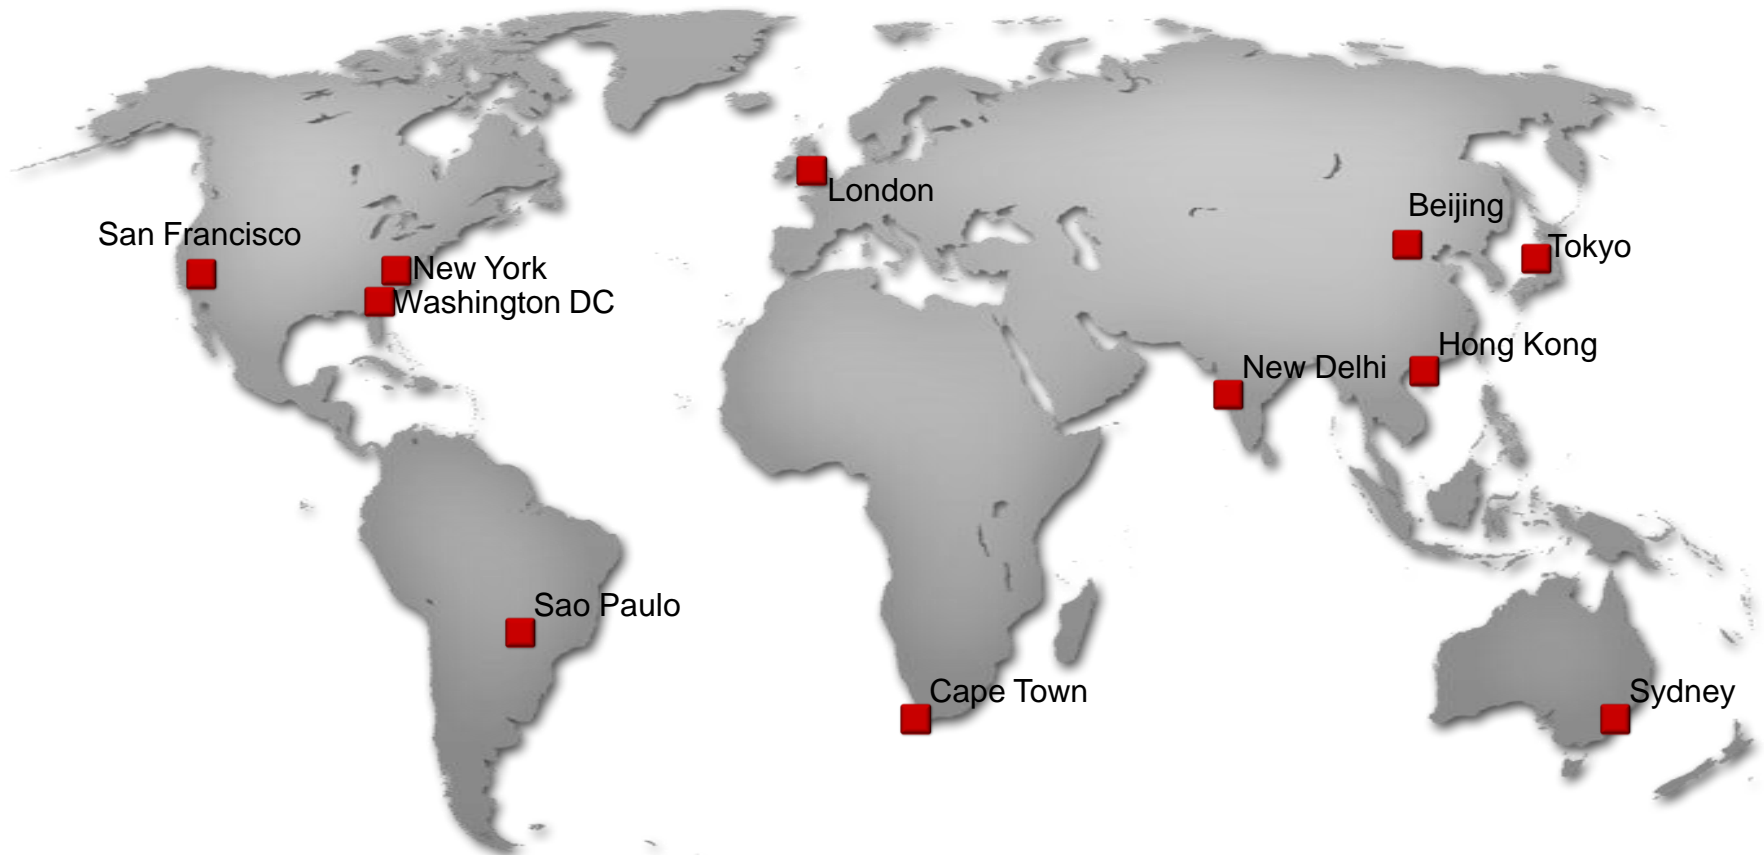 London
Beijing
San Francisco
Tokyo
New York
Washington DC
Hong Kong
New Delhi
Sao Paulo
Cape Town
Sydney